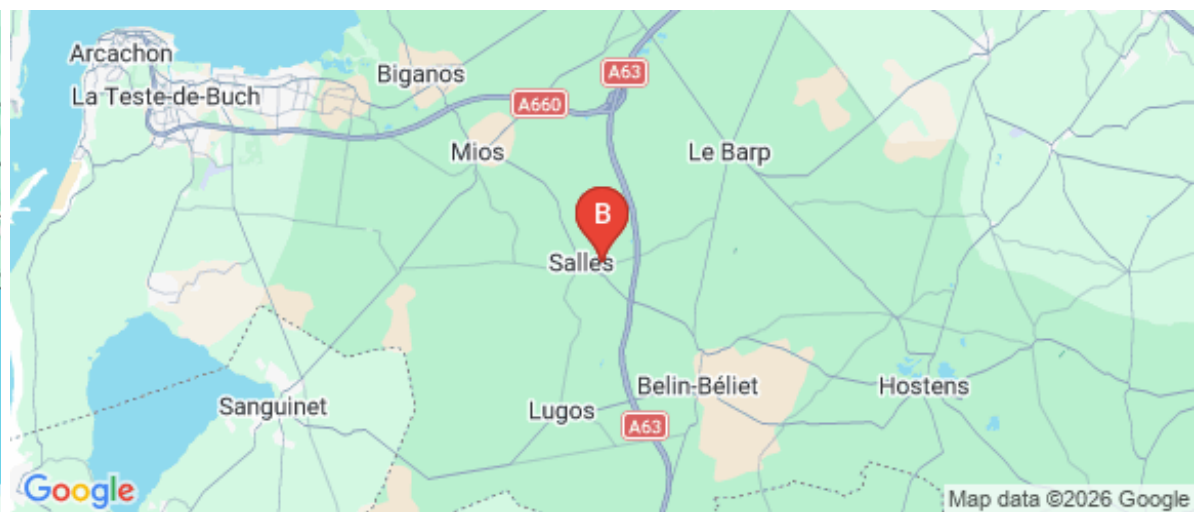 Arcachon
A63
Biganos
La Teste-de-Buch
A660
Mios
Le Barp
B
Salles
Belin-Béliet
Hostens
Sanguinet
Lugos
A63
Google
Map data ©2026 Google